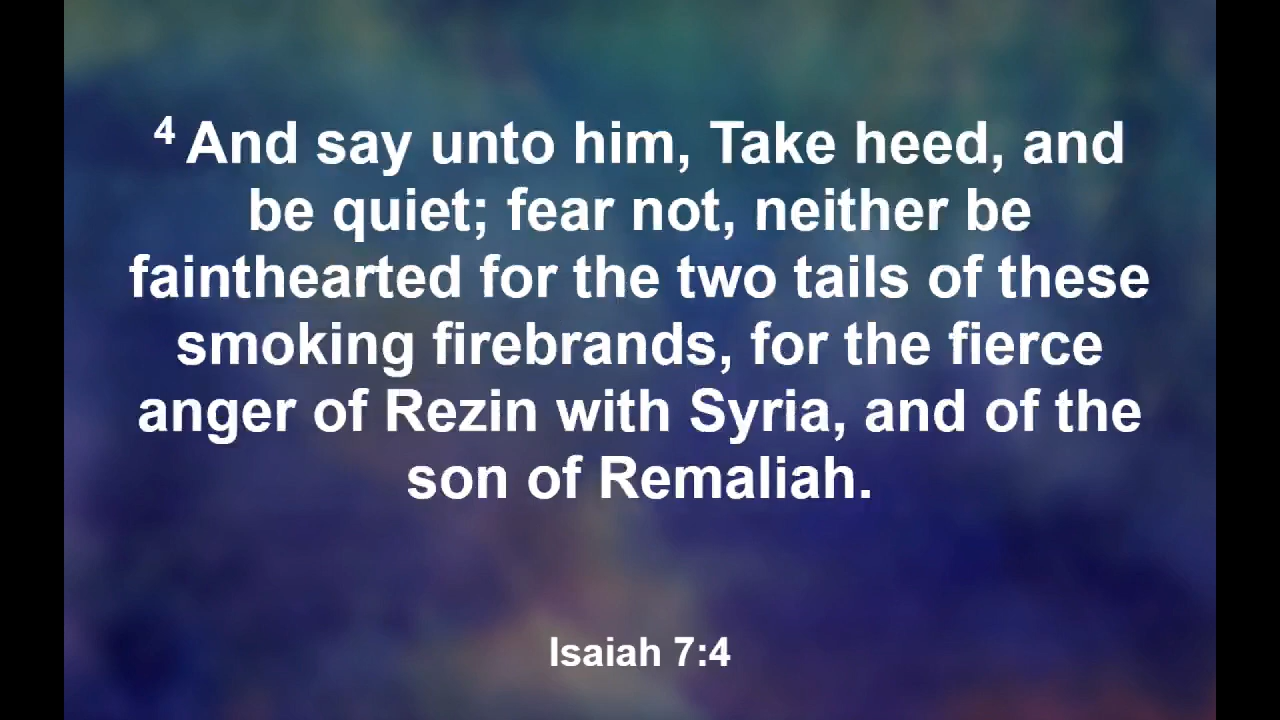 4 And say unto him, Take heed, and
be quiet; fear not, neither be
fainthearted for the two tails of these
smoking firebrands, for the fierce
anger of Rezin with Syria, and of the
son of Remaliah.
Isaiah 7:4